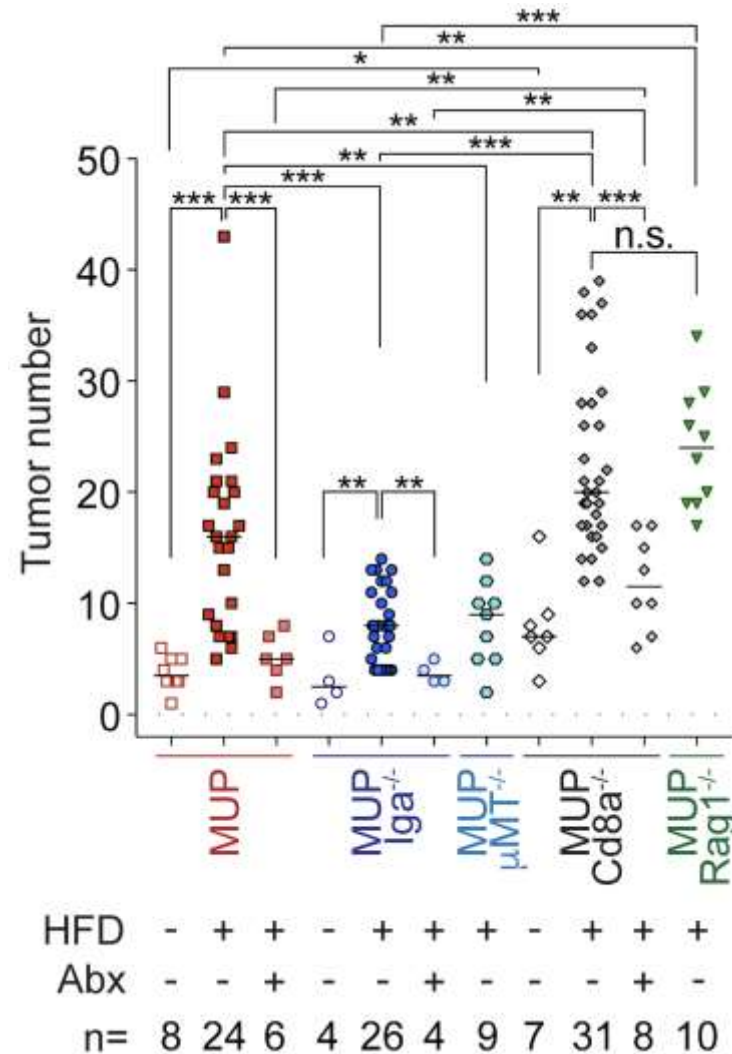 ***
**
*
**
**
**
***
**
***
*** ***
** ***
n.s.
** **
50
40
30
20
10
0
Tumor number
MUP
MUP Iga-/-
MUP µMT-/-
MUP Cd8a-/-
MUP Rag1-/-
HFD - + + - + + + - + + +
Abx - - + - - + - - - + -
n= 8 24 6 4 26 4 9 7 31 8 10